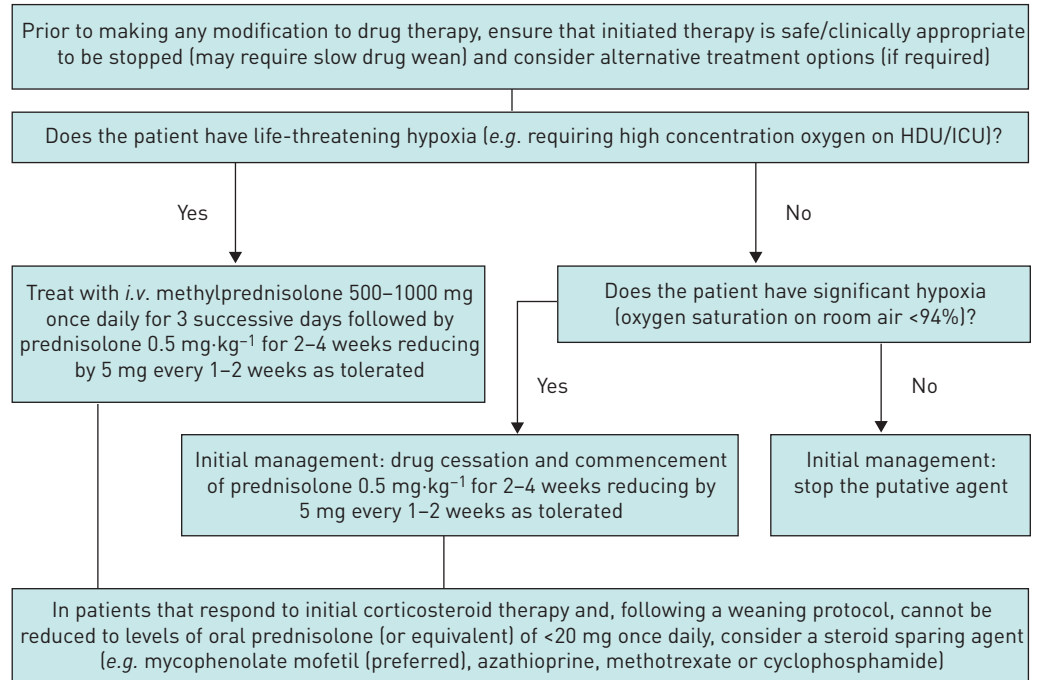 Prior to making any modification to drug therapy, ensure that initiated therapy is safe/clinically appropriate
to be stopped (may require slow drug wean) and consider alternative treatment options (if required)
Does the patient have life-threatening hypoxia (e.g. requiring high concentration oxygen on HDU/ICU)?
Yes
No
Treat with i.v. methylprednisolone 500–1000 mg
once daily for 3 successive days followed by
prednisolone 0.5 mg·kg⁻¹ for 2–4 weeks reducing
by 5 mg every 1–2 weeks as tolerated
Does the patient have significant hypoxia
(oxygen saturation on room air <94%)?
Yes
No
Initial management: drug cessation and commencement
of prednisolone 0.5 mg·kg⁻¹ for 2–4 weeks reducing by
5 mg every 1–2 weeks as tolerated
Initial management:
stop the putative agent
In patients that respond to initial corticosteroid therapy and, following a weaning protocol, cannot be
reduced to levels of oral prednisolone (or equivalent) of <20 mg once daily, consider a steroid sparing agent
(e.g. mycophenolate mofetil (preferred), azathioprine, methotrexate or cyclophosphamide)